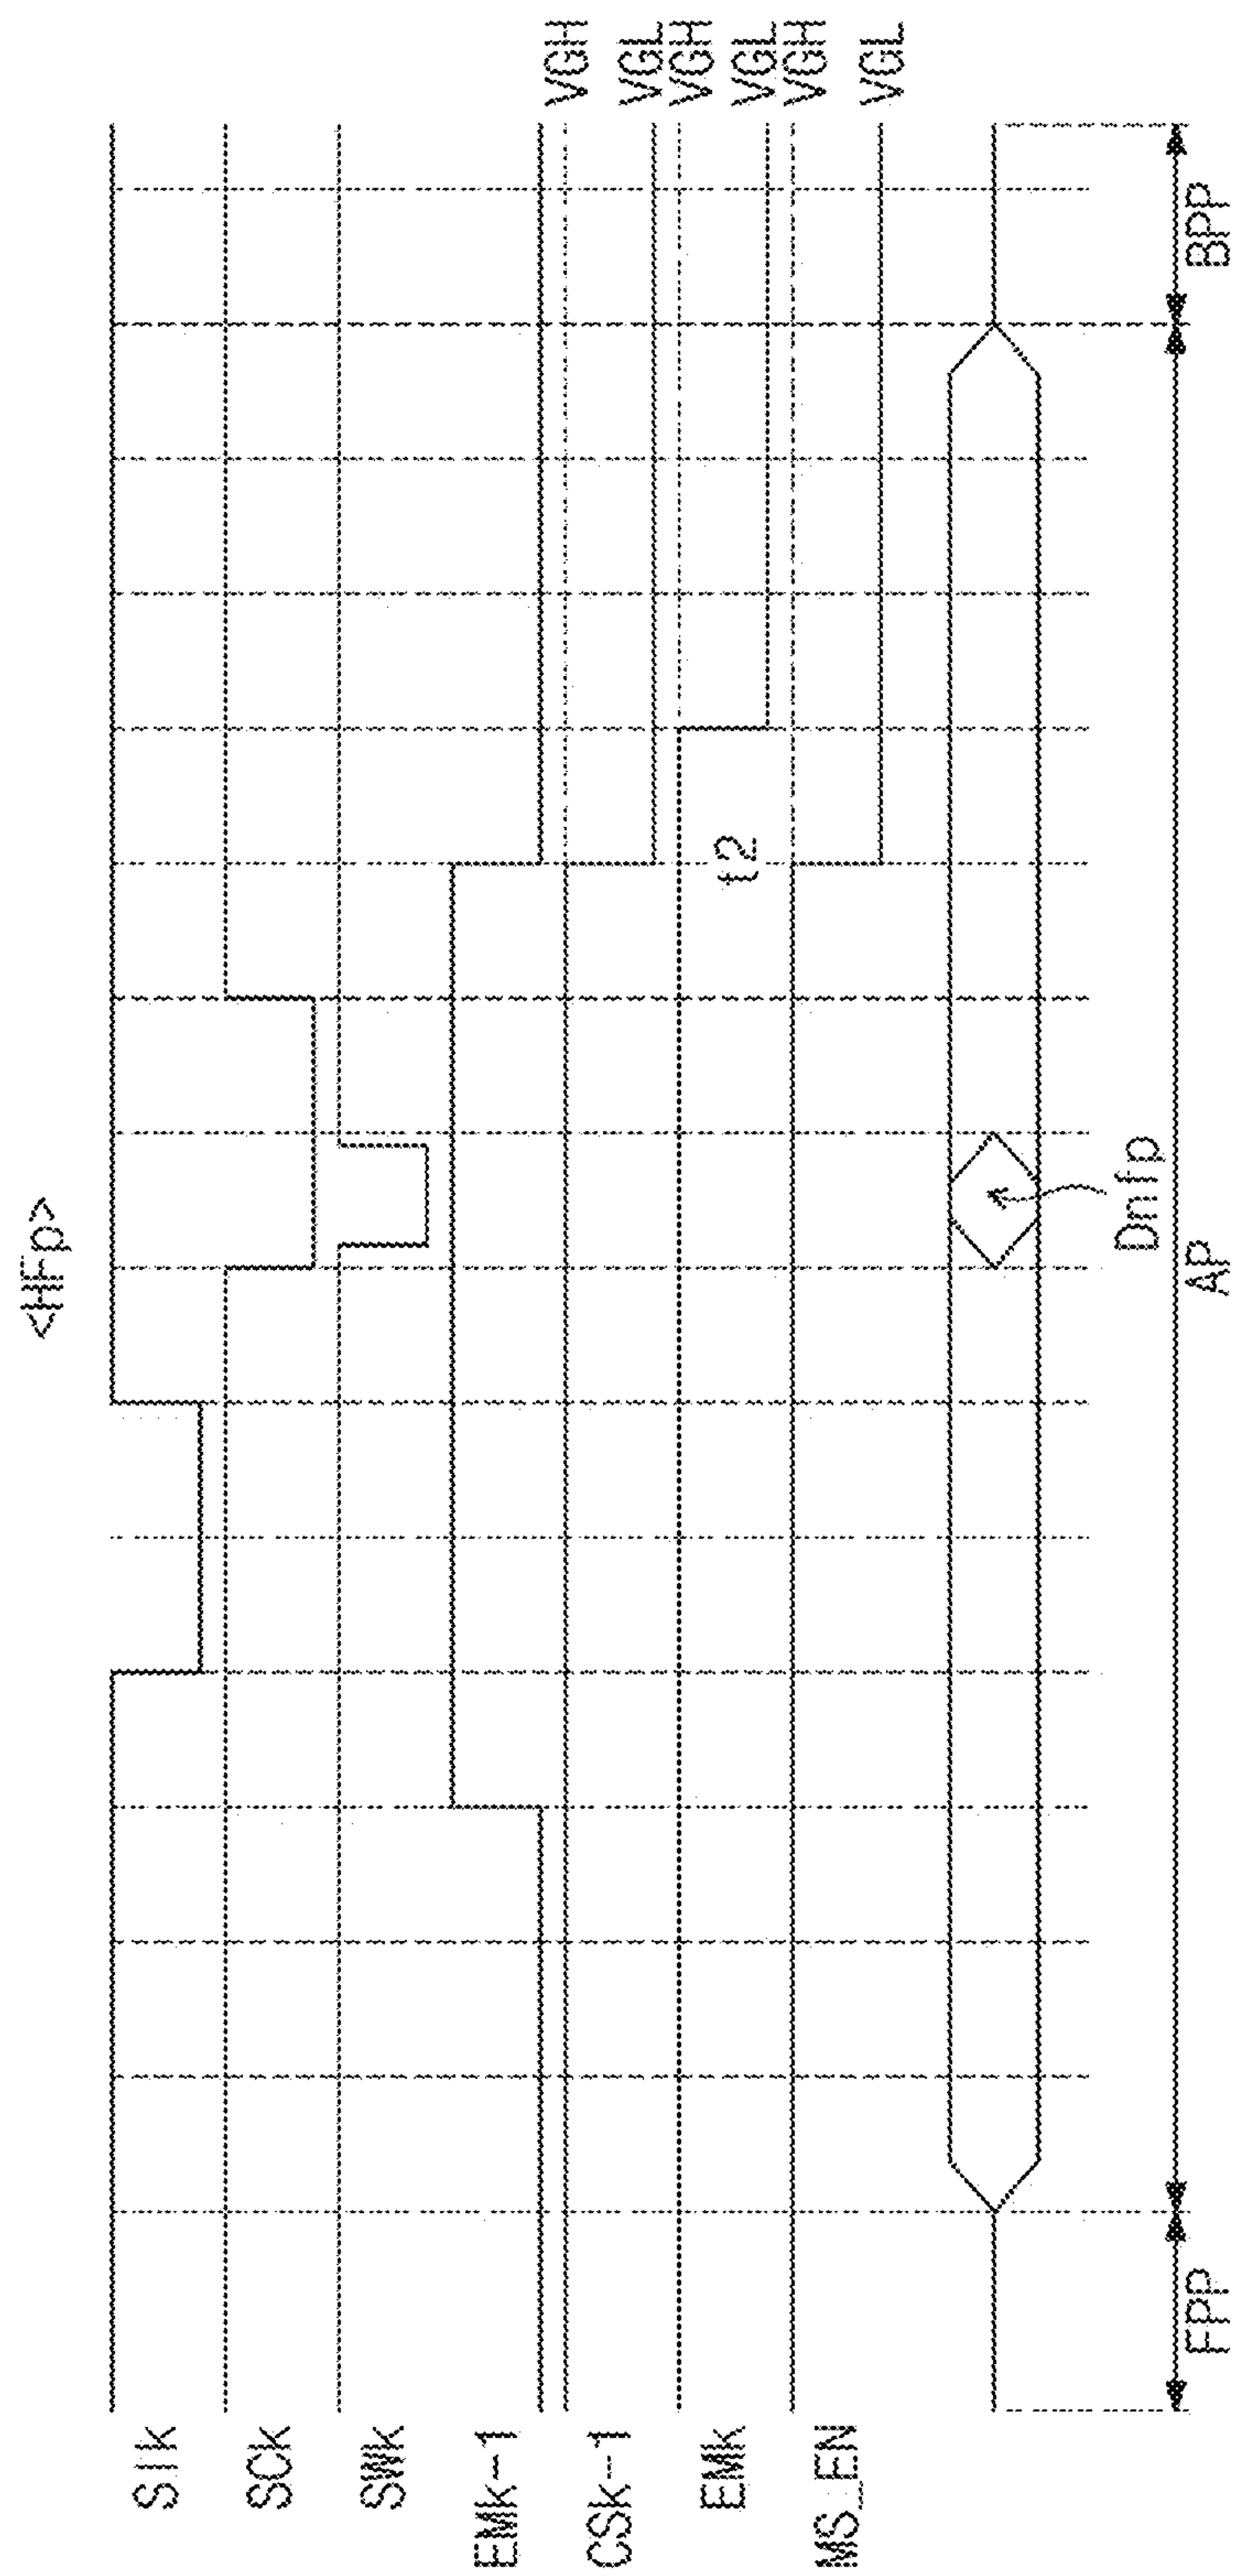 <HFp>
SIk
SCk
SWk
EMk-1
VGH
CSk-1
VGL
VGH
EMk
t2
VGL
VGH
MS_EN
VGL
Dnfp
FPP
AP
BPP